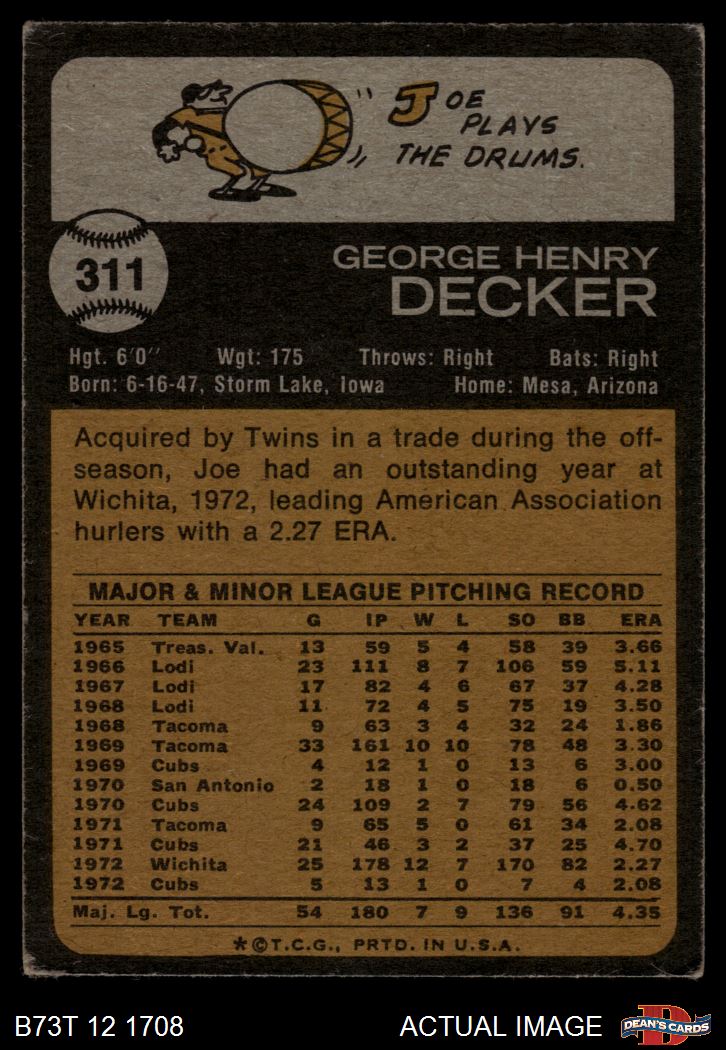 JOE
PLAYS
THE DRUMS.
311
GEORGE HENRY
DECKER
Hgt. 6'0" Wgt: 175 Throws: Right Bats: Right
Born: 6-16-47, Storm Lake, Iowa Home: Mesa, Arizona
Acquired by Twins in a trade during the off-
season, Joe had an outstanding year at
Wichita, 1972, leading American Association
hurlers with a 2.27 ERA.
MAJOR & MINOR LEAGUE PITCHING RECORD
YEAR TEAM G IP W L SO BB ERA
1965 Treas. Val. 13 59 5 4 58 39 3.66
1966 Lodi 23 111 8 7 106 59 5.11
1967 Lodi 17 82 4 6 67 37 4.28
1968 Lodi 11 72 4 5 75 19 3.50
1968 Tacoma 9 63 3 4 32 24 1.86
1969 Tacoma 33 161 10 10 78 48 3.30
1969 Cubs 4 12 1 0 13 6 3.00
1970 San Antonio 2 18 1 0 18 6 0.50
1970 Cubs 24 109 2 7 79 56 4.62
1971 Tacoma 9 65 5 0 61 34 2.08
1971 Cubs 21 46 3 2 37 25 4.70
1972 Wichita 25 178 12 7 170 82 2.27
1972 Cubs 5 13 1 0 7 4 2.08
Maj. Lg. Tot. 54 180 7 9 136 91 4.35
*©T.C.G., PRTD. IN U.S.A.
B73T 12 1708 ACTUAL IMAGE
D
DEAN'S CARDS